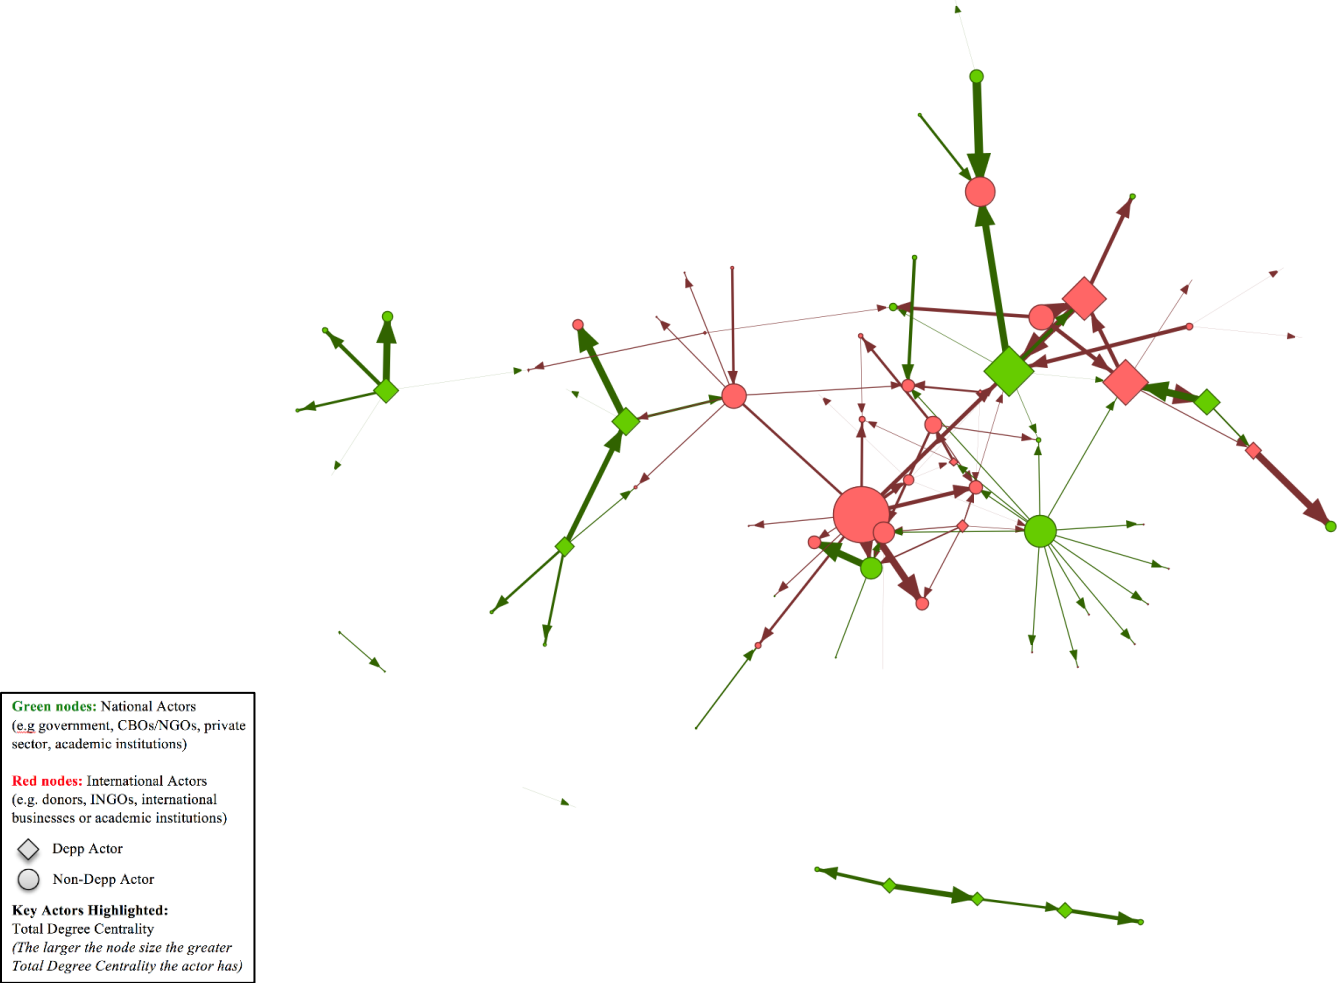 Green nodes: National Actors
(e.g government, CBOs/NGOs, private
sector, academic institutions)
Red nodes: International Actors
(e.g. donors, INGOs, international
businesses or academic institutions)
Depp Actor
Non-Depp Actor
Key Actors Highlighted:
Total Degree Centrality
(The larger the node size the greater
Total Degree Centrality the actor has)